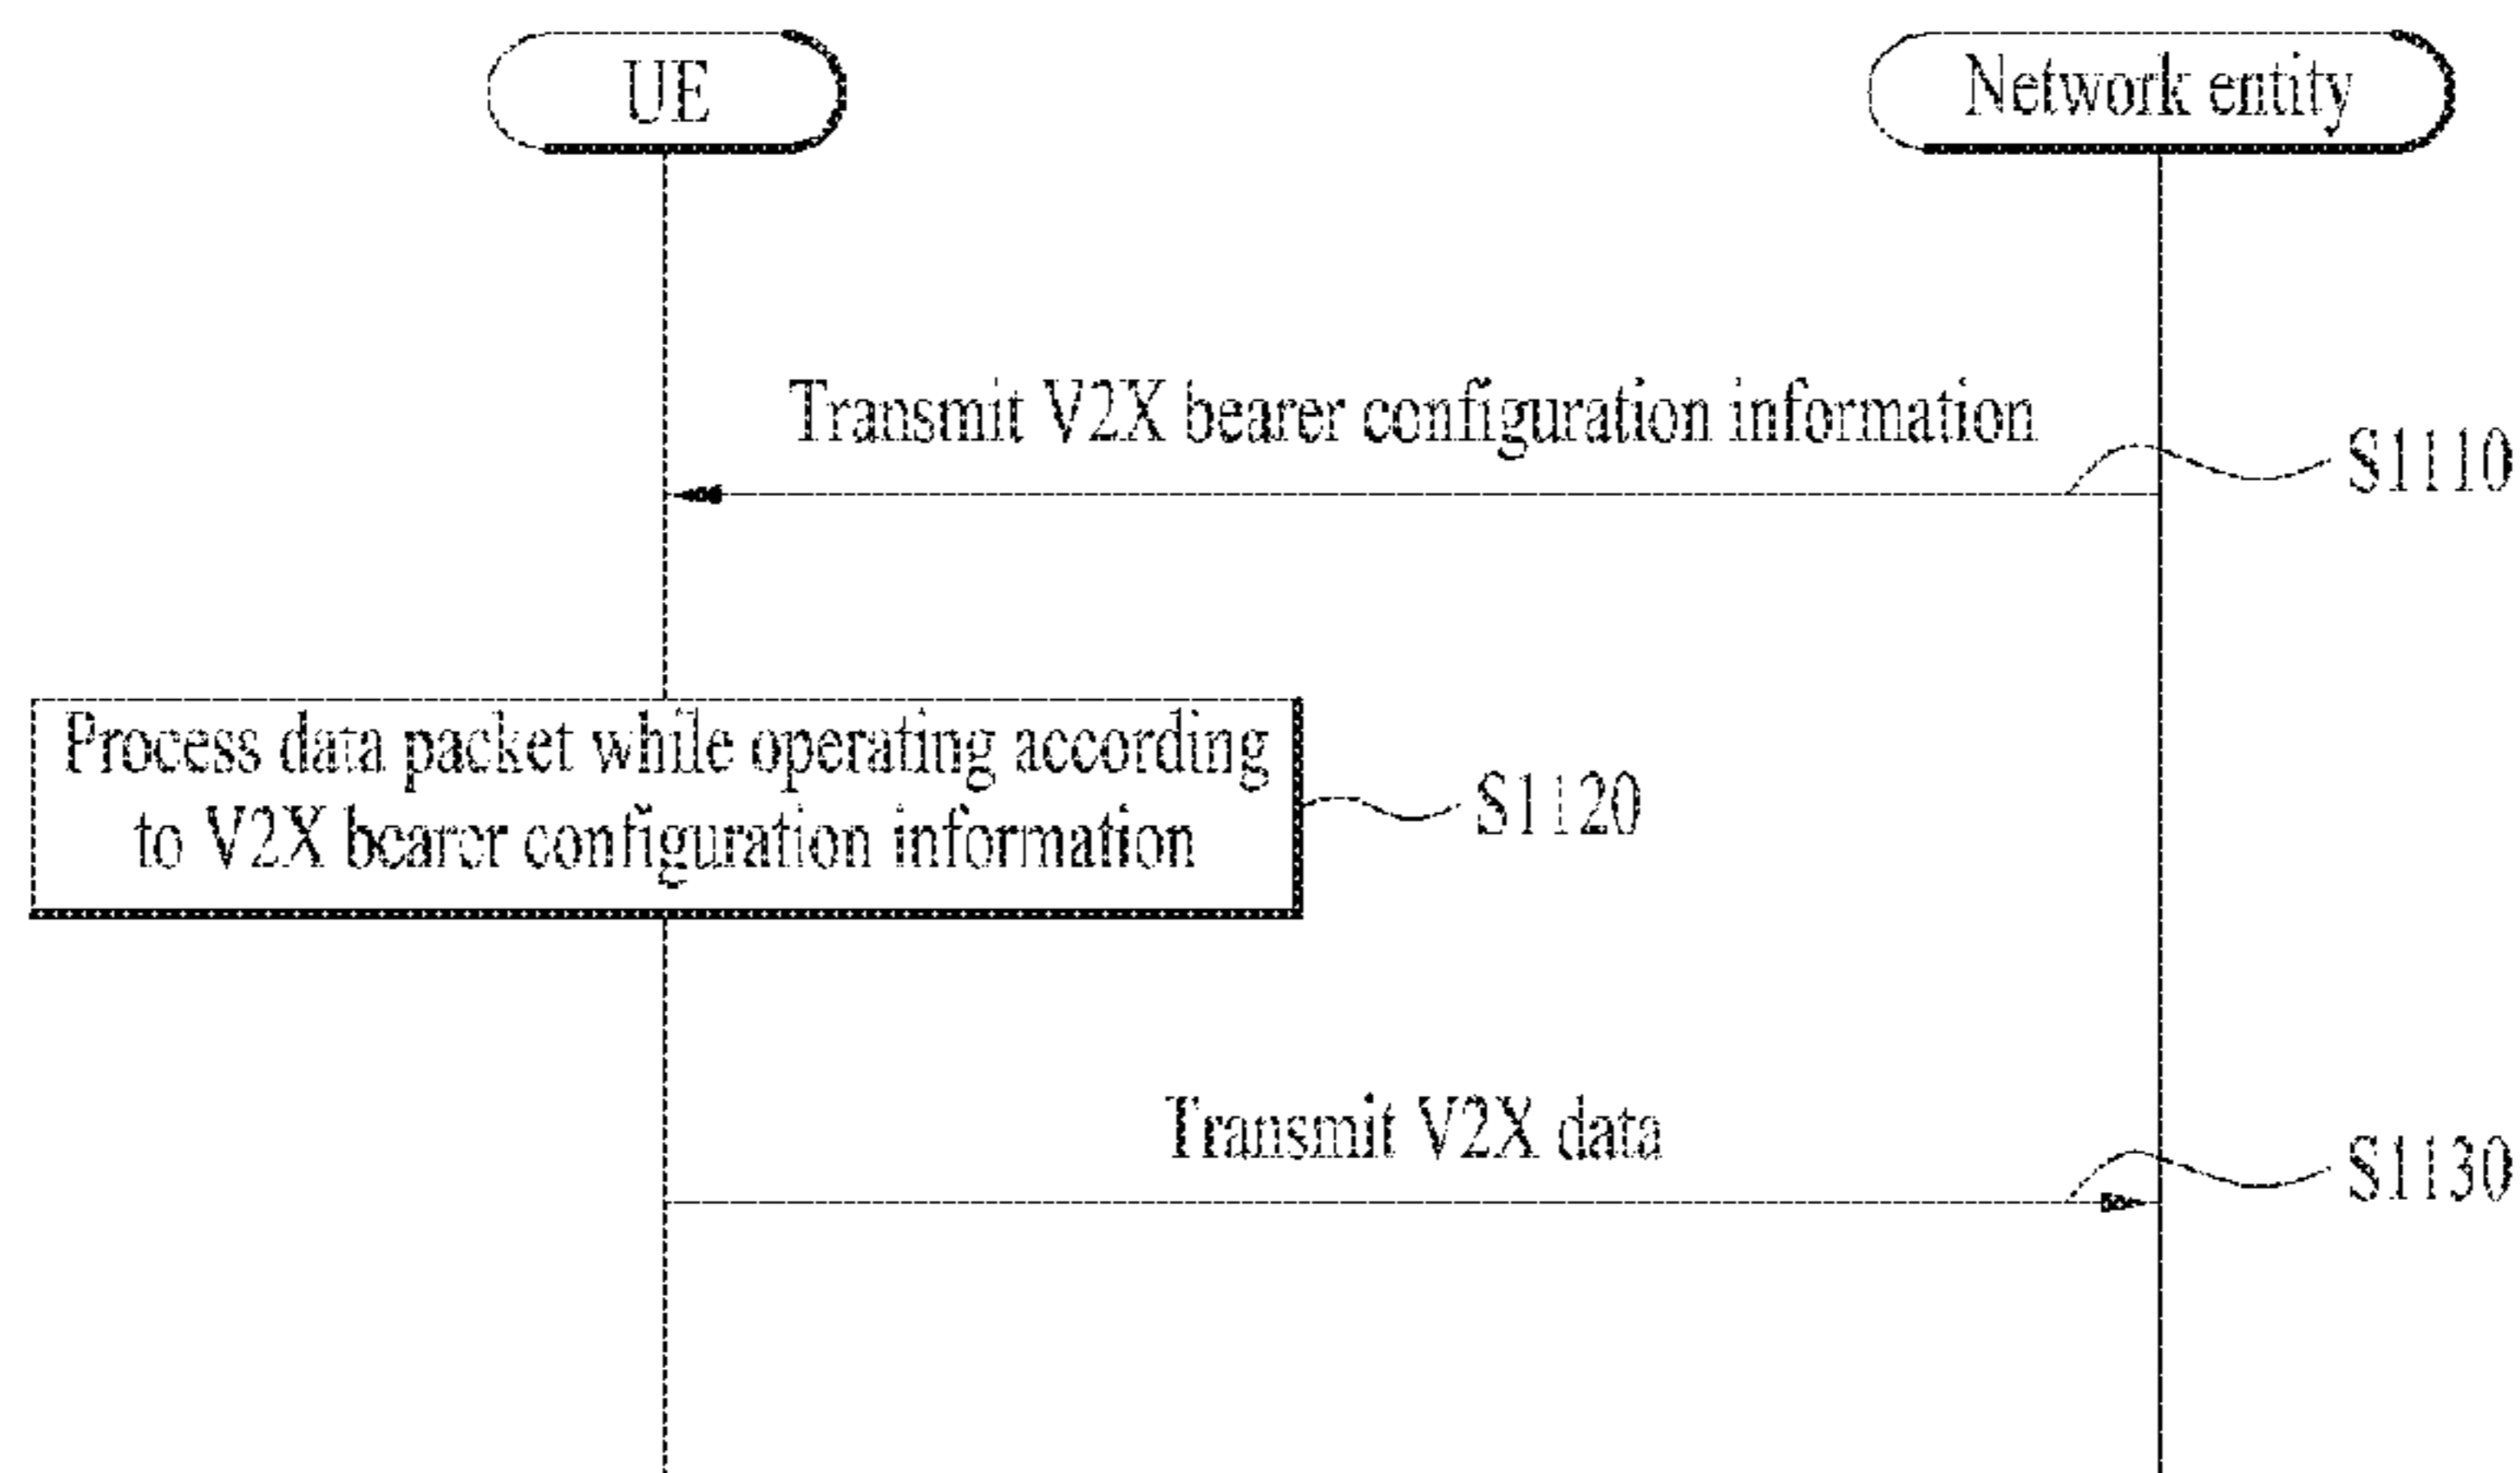 UE
Network entity
Transmit V2X bearer configuration information
S1110
Process data packet while operating according
to V2X bearer configuration information
S1120
Transmit V2X data
S1130